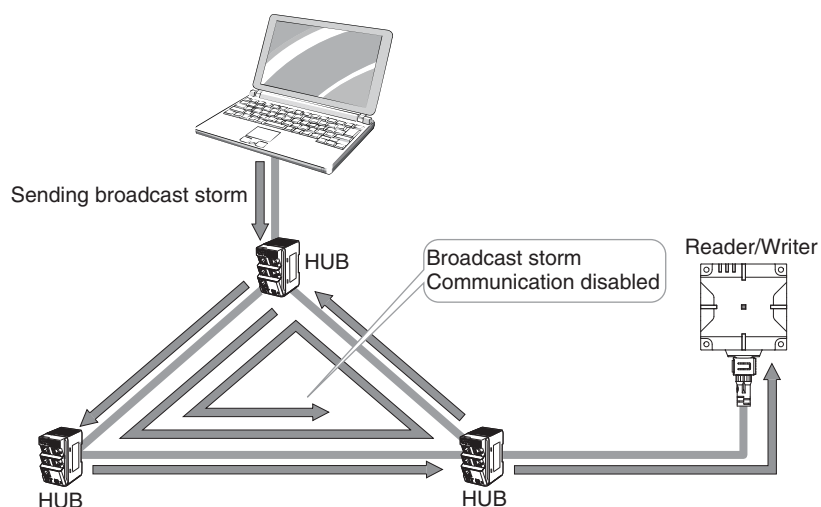 Sending broadcast storm
HUB
Broadcast storm
Communication disabled
Reader/Writer
HUB
HUB